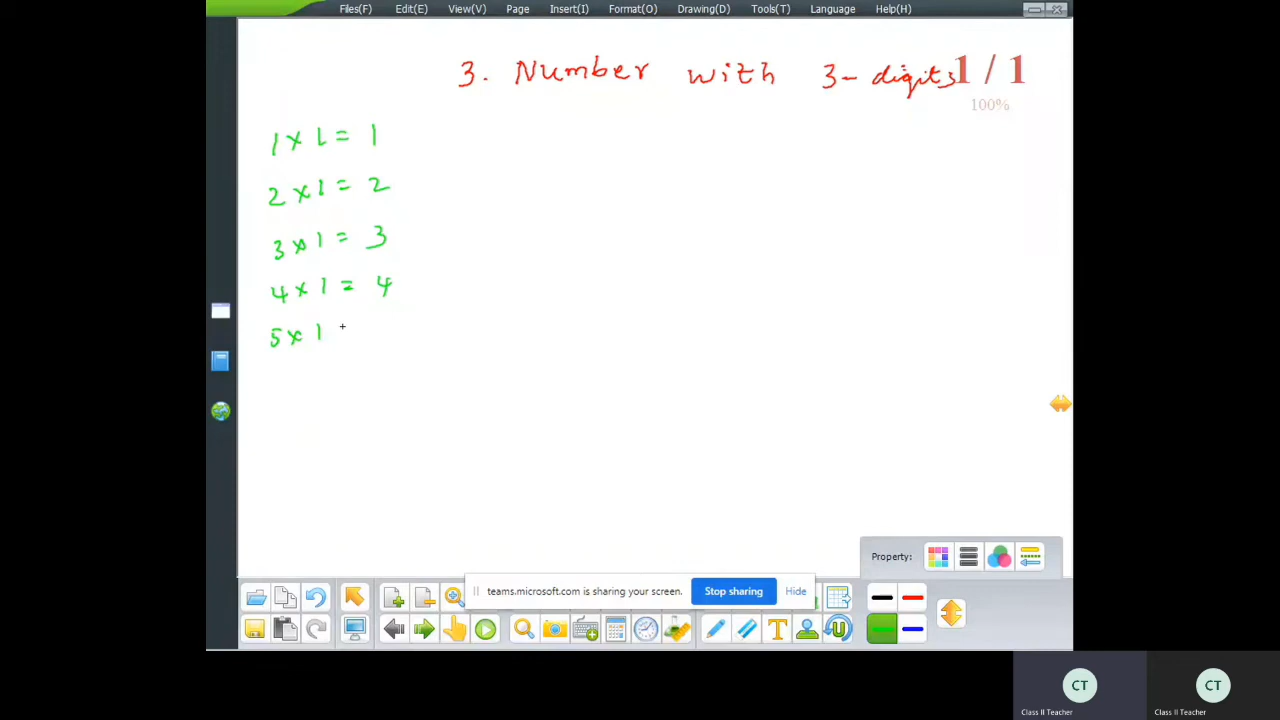 Files(F) Edit(E) View(V) Page Insert(I) Format(O) Drawing(D) Tools(T) Language Help(H)
3. Number with 3-digits
1 / 1
100%
1 x 1 = 1
2 x 1 = 2
3 x 1 = 3
4 x 1 = 4
5 x 1
Property:
teams.microsoft.com is sharing your screen. Stop sharing Hide
CT CT
Class II Teacher Class II Teacher